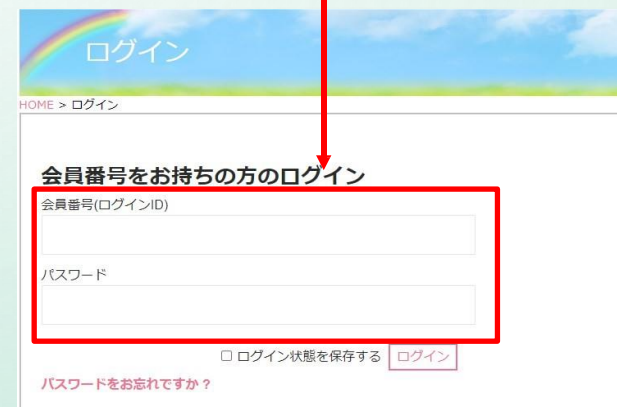 ログイン
HOME > ログイン
会員番号をお持ちの方のログイン
会員番号(ログインID)
パスワード
ログイン状態を保存する ログイン
パスワードをお忘れですか ?